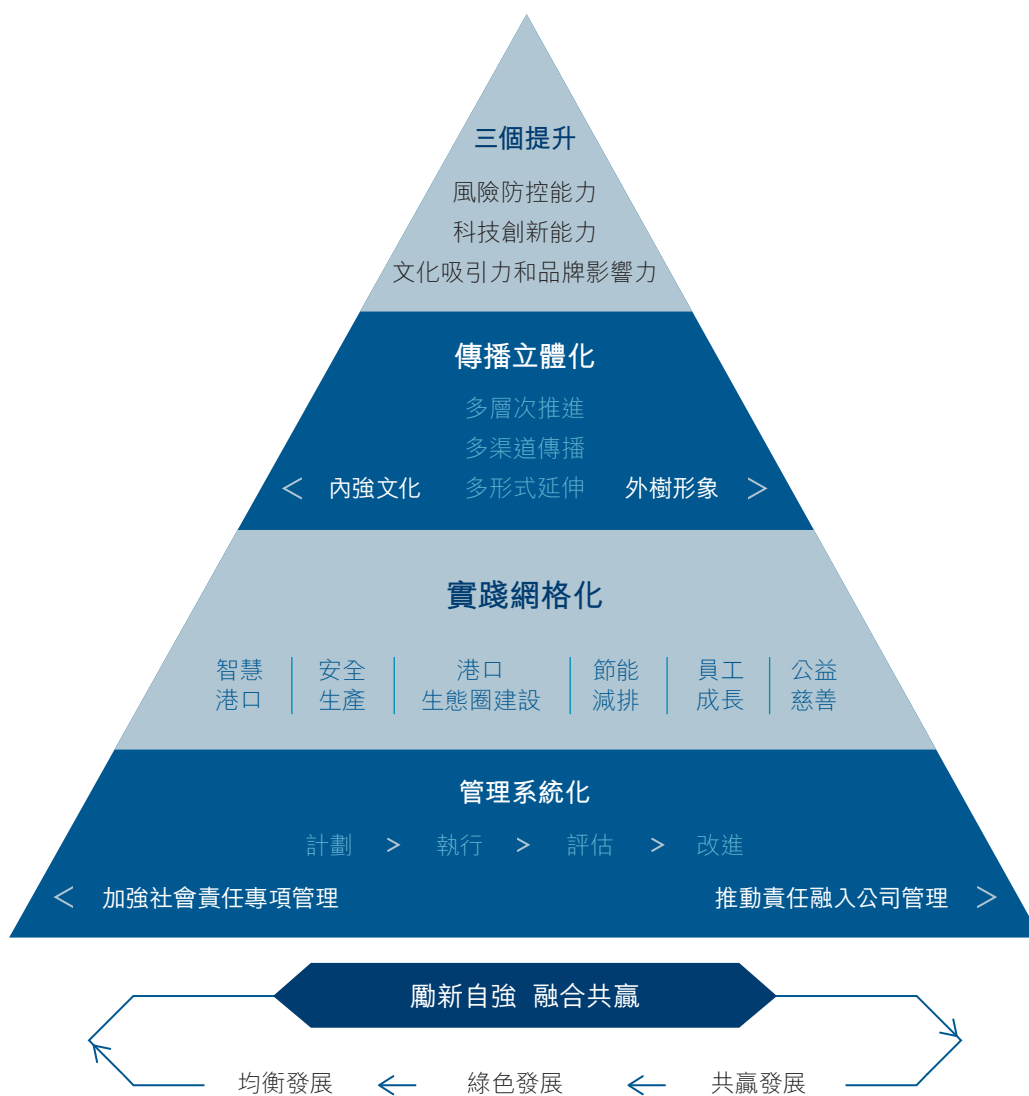 三個提升
風險防控能力
科技創新能力
文化吸引力和品牌影響力
傳播立體化
多層次推進
多渠道傳播
< 內強文化 多形式延伸 外樹形象 >
實踐網格化
智慧 安全 港口 節能 員工 公益
港口 生產 生態圈建設 減排 成長 慈善
管理系統化
計劃 > 執行 > 評估 > 改進
< 加強社會責任專項管理 推動責任融入公司管理 >
勵新自強 融合共贏
均衡發展 ← 綠色發展 ← 共贏發展